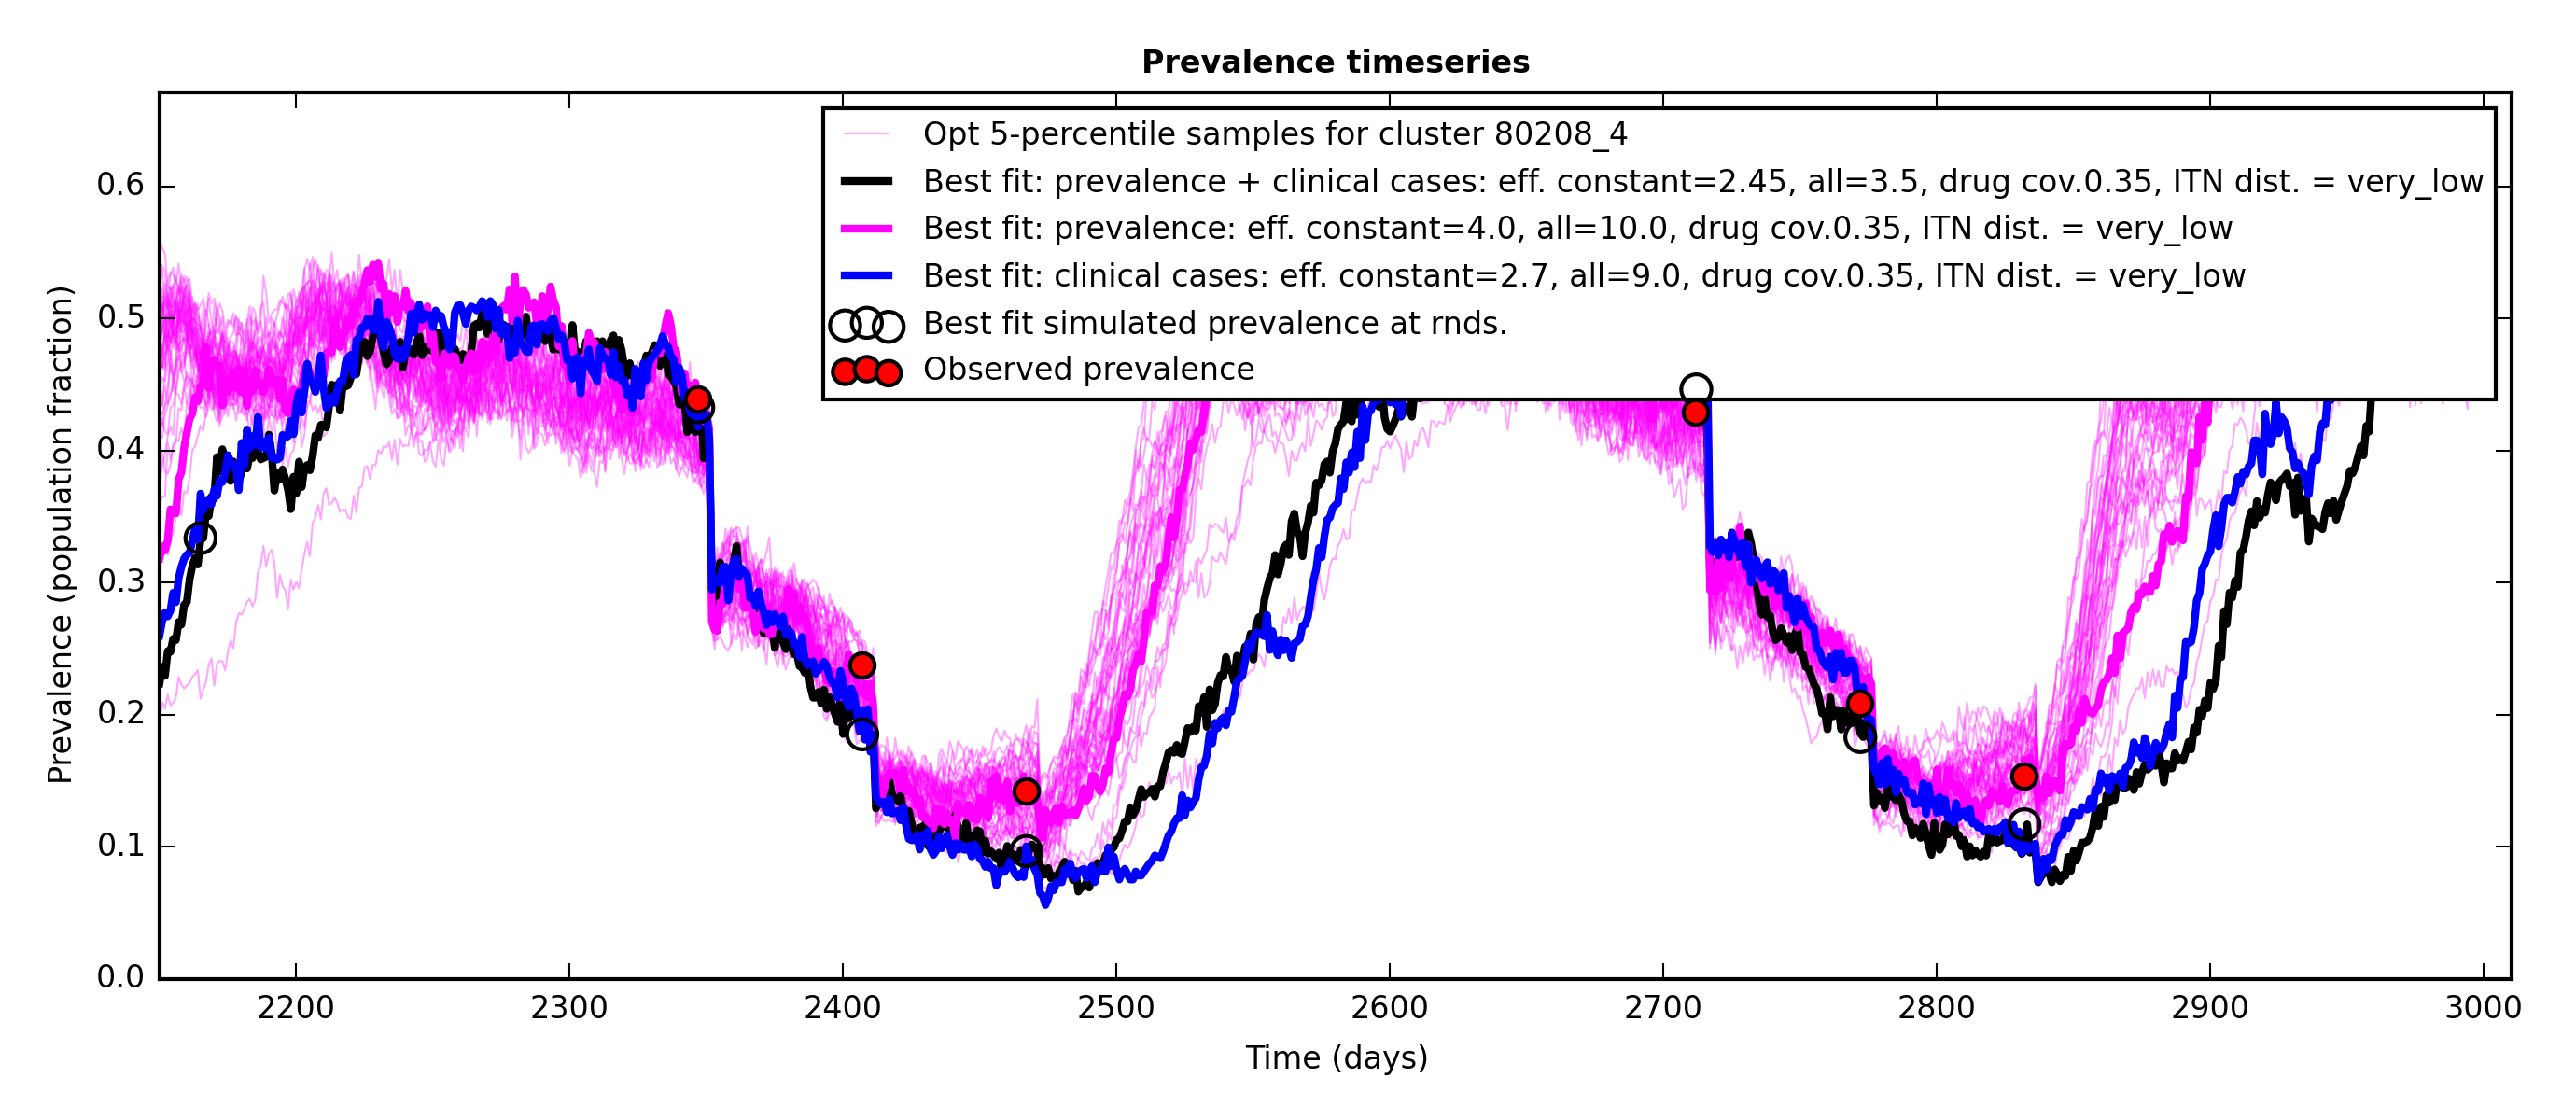 Prevalence timeseries
Opt 5-percentile samples for cluster 80208_4
Best fit: prevalence + clinical cases: eff. constant=2.45, all=3.5, drug cov.0.35, ITN dist. = very_low
Best fit: prevalence: eff. constant=4.0, all=10.0, drug cov.0.35, ITN dist. = very_low
Best fit: clinical cases: eff. constant=2.7, all=9.0, drug cov.0.35, ITN dist. = very_low
Best fit simulated prevalence at rnds.
Observed prevalence
Prevalence (population fraction)
0.6
0.5
0.4
0.3
0.2
0.1
0.0
2200 2300 2400 2500 2600 2700 2800 2900 3000
Time (days)